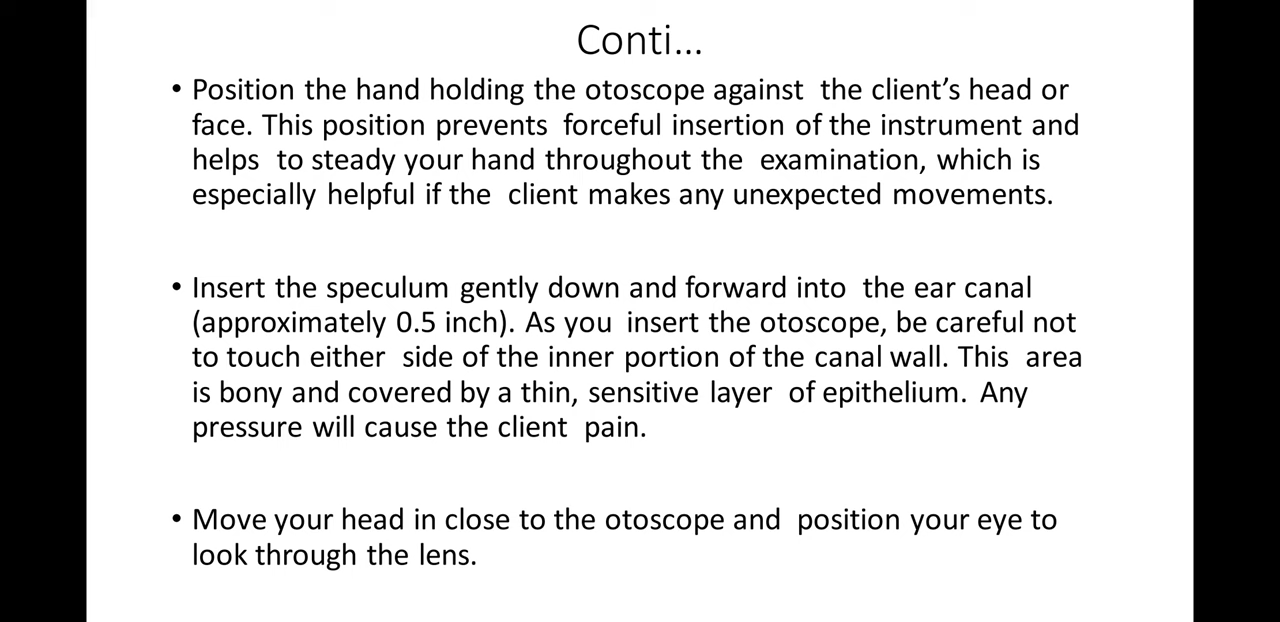 Conti...
• Position the hand holding the otoscope against the client’s head or
face. This position prevents forceful insertion of the instrument and
helps to steady your hand throughout the examination, which is
especially helpful if the client makes any unexpected movements.
• Insert the speculum gently down and forward into the ear canal
(approximately 0.5 inch). As you insert the otoscope, be careful not
to touch either side of the inner portion of the canal wall. This area
is bony and covered by a thin, sensitive layer of epithelium. Any
pressure will cause the client pain.
• Move your head in close to the otoscope and position your eye to
look through the lens.